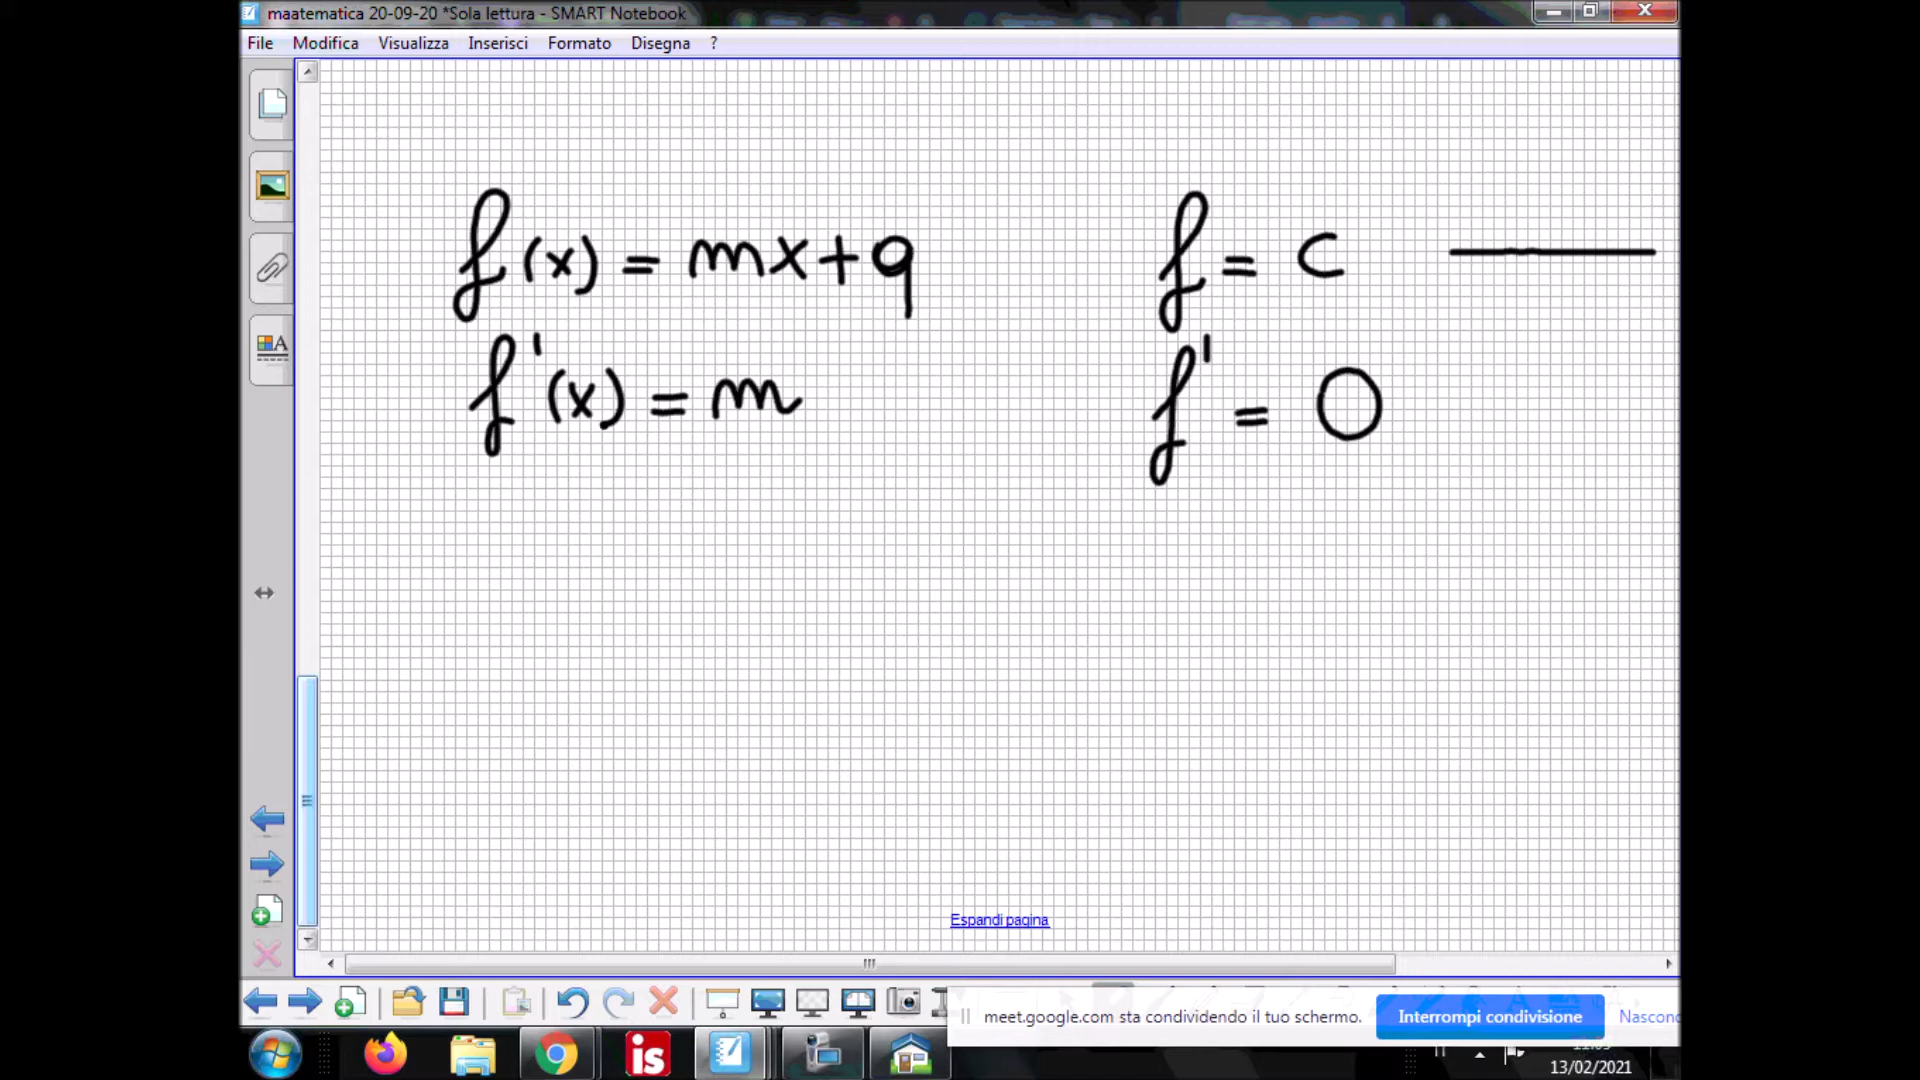 maatematica 20-09-20 *Sola lettura - SMART Notebook
File Modifica Visualizza Inserisci Formato Disegna ?
f(x) = mx+q
f = c
f'(x) = m
f' = 0
Espandi pagina
meet.google.com sta condividendo il tuo schermo. Interrompi condivisione
is
13/02/2021